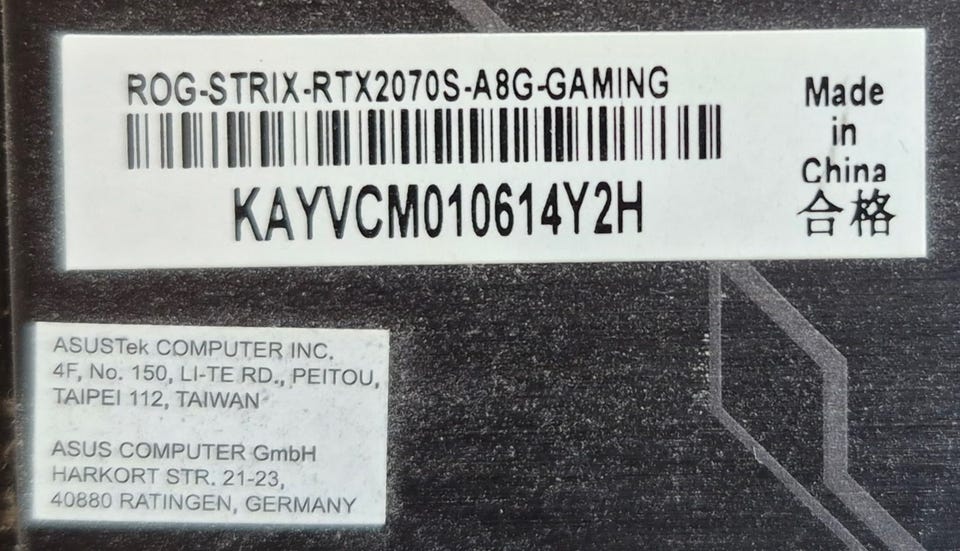 ROG-STRIX-RTX2070S-A8G-GAMING
KAYVCM010614Y2H
Made
in
China
合格
ASUSTek COMPUTER INC.
4F, No. 150, LI-TE RD., PEITOU,
TAIPEI 112, TAIWAN
ASUS COMPUTER GmbH
HARKORT STR. 21-23,
40880 RATINGEN, GERMANY